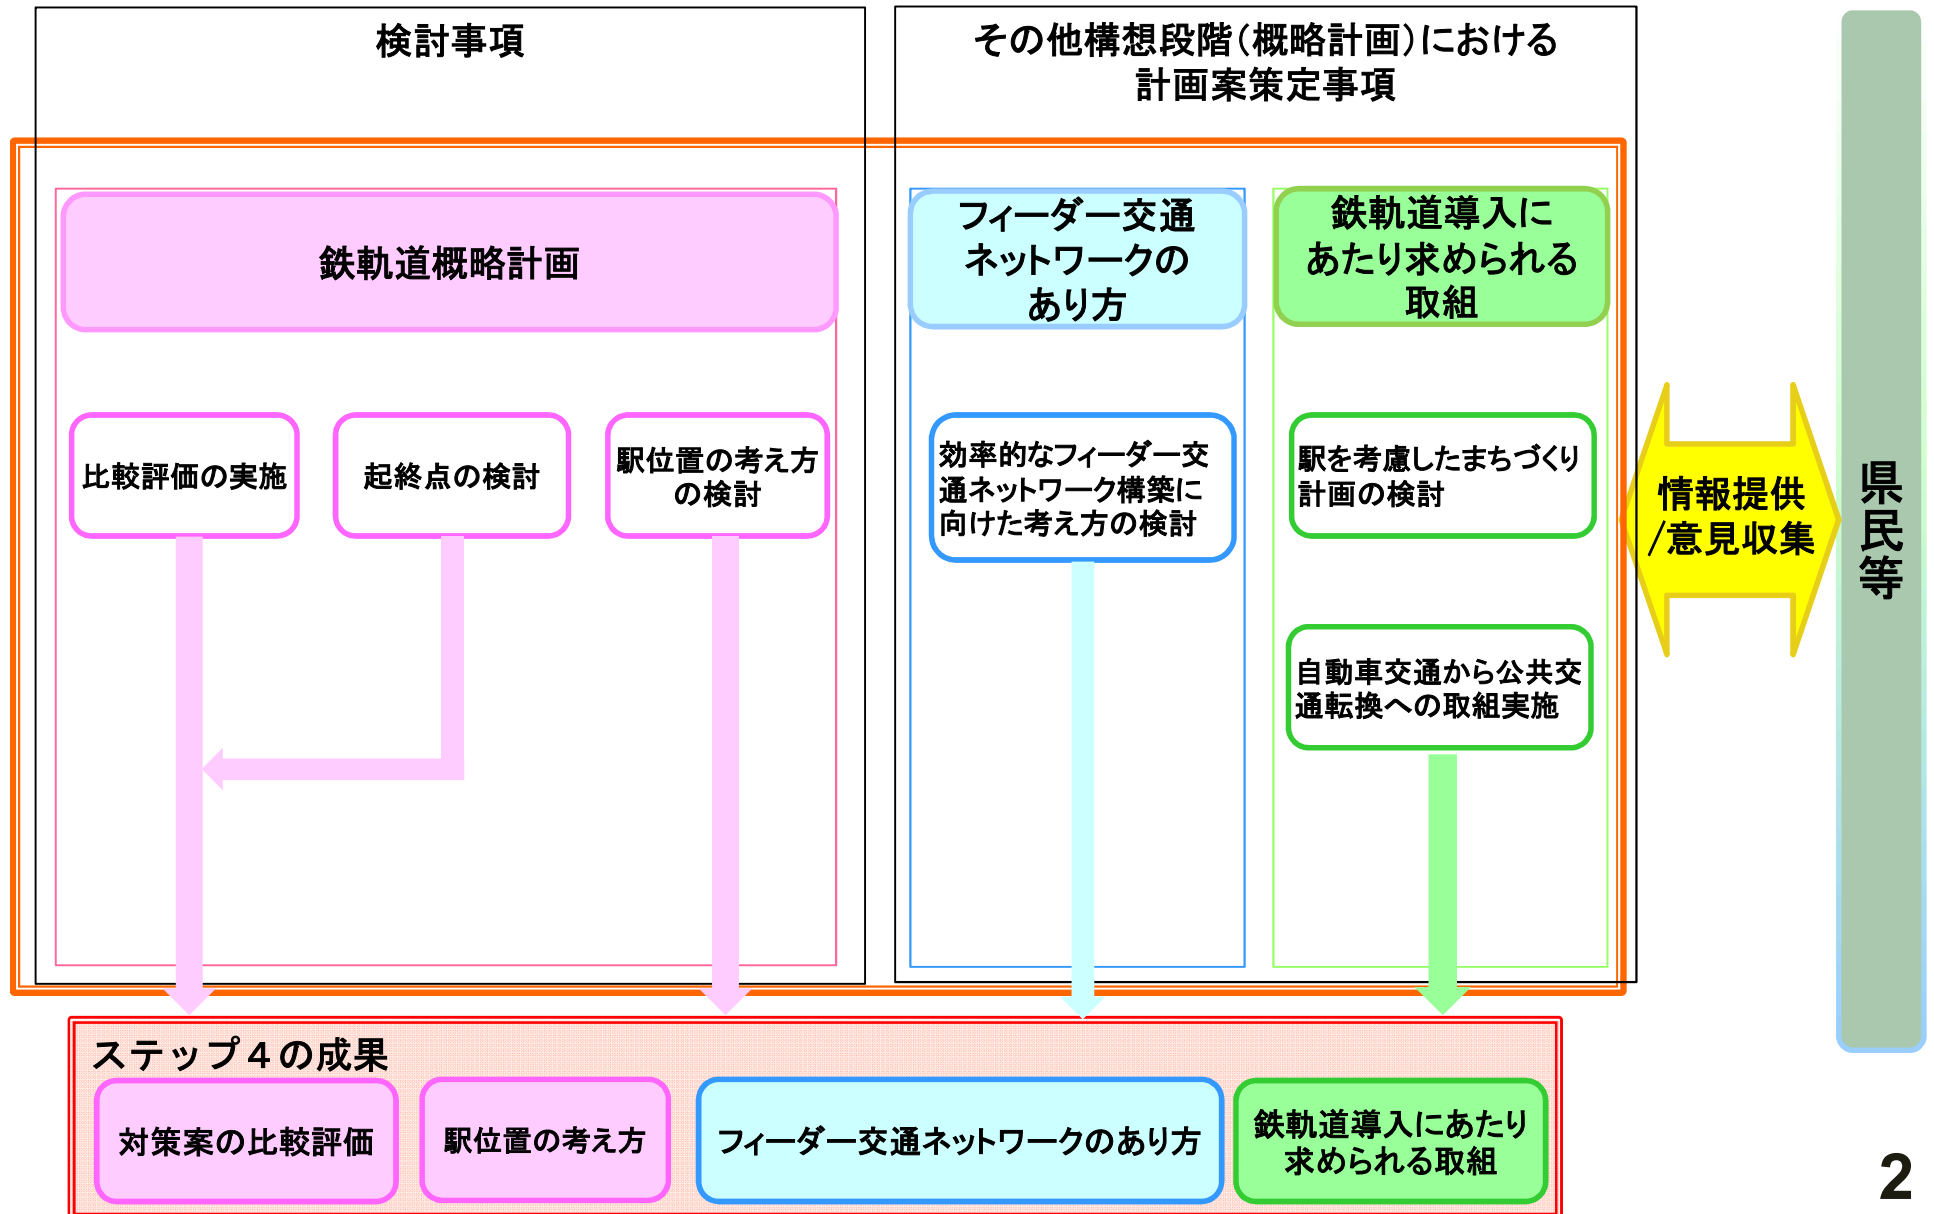 検討事項
その他構想段階(概略計画)における
計画案策定事項
鉄軌道概略計画
フィーダー交通
ネットワークの
あり方
鉄軌道導入に
あたり求められる
取組
比較評価の実施
起終点の検討
駅位置の考え方
の検討
効率的なフィーダー交
通ネットワーク構築に
向けた考え方の検討
駅を考慮したまちづくり
計画の検討
自動車交通から公共交
通転換への取組実施
情報提供
/意見収集
県民等
ステップ4の成果
対策案の比較評価
駅位置の考え方
フィーダー交通ネットワークのあり方
鉄軌道導入にあたり
求められる取組
2